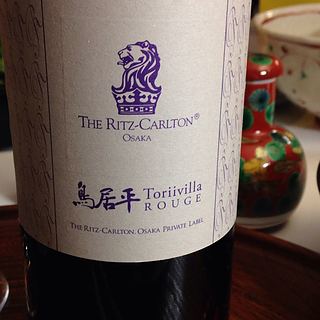 THE RITZ-CARLTON®
OSAKA
鳥居平 Toriivilla
ROUGE
THE RITZ-CARLTON, OSAKA PRIVATE LABEL